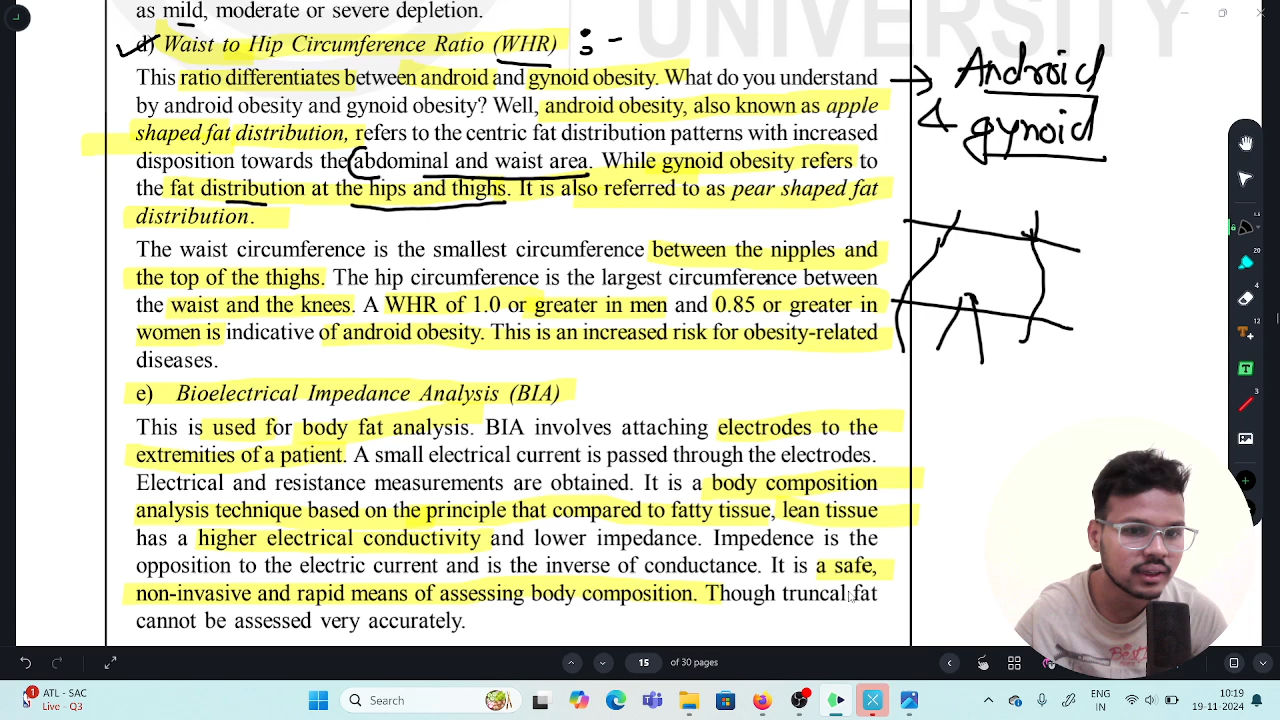 as mild, moderate or severe depletion.
UNIVERSITY
d) Waist to Hip Circumference Ratio (WHR) :-
This ratio differentiates between android and gynoid obesity. What do you understand
by android obesity and gynoid obesity? Well, android obesity, also known as apple
shaped fat distribution, refers to the centric fat distribution patterns with increased
disposition towards the abdominal and waist area. While gynoid obesity refers to
the fat distribution at the hips and thighs. It is also referred to as pear shaped fat
distribution.
→ Android
& gynoid
The waist circumference is the smallest circumference between the nipples and
the top of the thighs. The hip circumference is the largest circumference between
the waist and the knees. A WHR of 1.0 or greater in men and 0.85 or greater in
women is indicative of android obesity. This is an increased risk for obesity-related
diseases.
e) Bioelectrical Impedance Analysis (BIA)
This is used for body fat analysis. BIA involves attaching electrodes to the
extremities of a patient. A small electrical current is passed through the electrodes.
Electrical and resistance measurements are obtained. It is a body composition
analysis technique based on the principle that compared to fatty tissue, lean tissue
has a higher electrical conductivity and lower impedance. Impedence is the
opposition to the electric current and is the inverse of conductance. It is a safe,
non-invasive and rapid means of assessing body composition. Though truncal fat
cannot be assessed very accurately.
20
12
6
3
15 of 30 pages
1
ATL - SAC
Live - Q3
Search
ENG
IN
10:19
19-11-2024